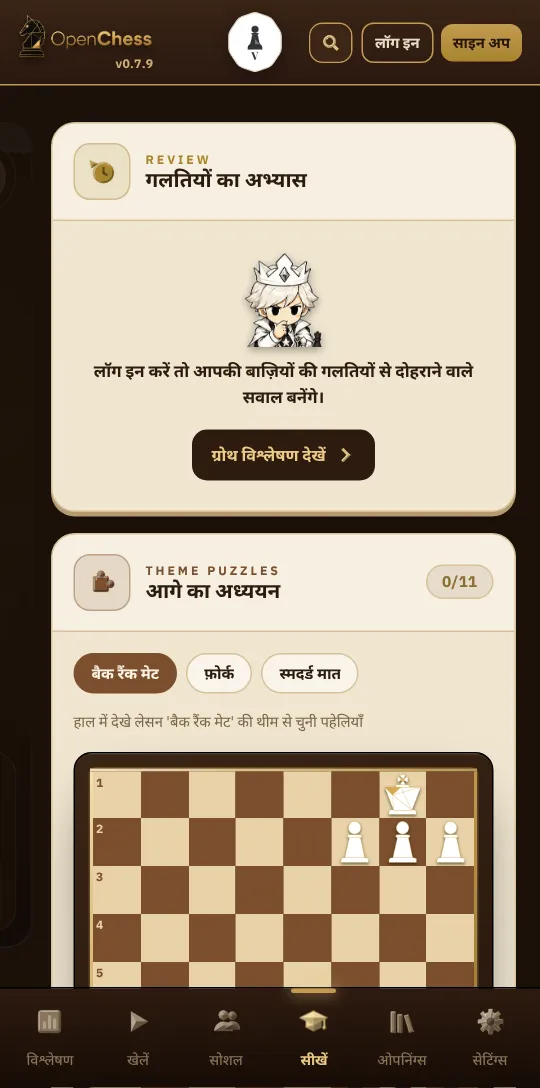 OpenChess
v0.7.9
V
लॉग इन
साइन अप
REVIEW
गलतियों का अभ्यास
लॉग इन करें तो आपकी बाज़ियों की गलतियों से दोहराने वाले
सवाल बनेंगे।
ग्रोथ विश्लेषण देखें
THEME PUZZLES
आगे का अध्ययन
0/11
बैक रैंक मेट
फ़ोर्क
स्मदर्ड मात
हाल में देखे लेसन 'बैक रैंक मेट' की थीम से चुनी पहेलियाँ
1
2
3
4
5
विश्लेषण
खेलें
सोशल
सीखें
ओपनिंग्स
सेटिंग्स